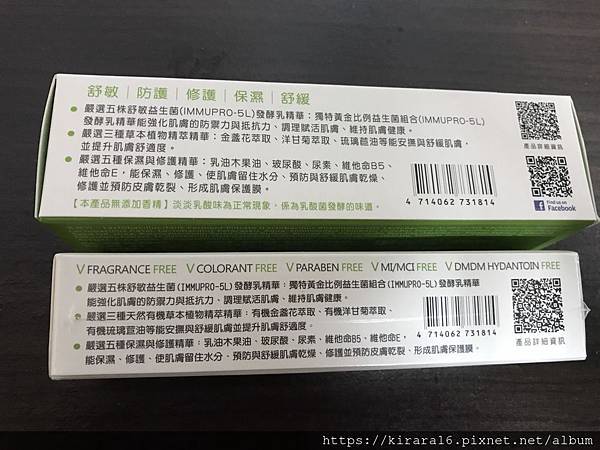 舒敏｜防護｜修護｜保濕｜舒緩
● 嚴選五株舒敏益生菌(IMMUPRO-5L)發酵乳精華：獨特黃金比例益生菌組合(IMMUPRO-5L)
發酵乳精華能強化肌膚的防禦力與抵抗力、調理賦活肌膚、維持肌膚健康。
● 嚴選三種草本植物精萃精華：金盞花萃取、洋甘菊萃取、琉璃苣油等能安撫與舒緩肌膚，
並提升肌膚舒適度。
● 嚴選五種保濕與修護精華：乳油木果油、玻尿酸、尿素、維他命B5、
維他命E，能保濕、修護、使肌膚留住水分、預防與舒緩肌膚乾燥、
修護並預防皮膚乾裂、形成肌膚保護膜。
【本產品無添加香精】淡淡乳酸味為正常現象，係為乳酸菌發酵的味道。
4 714062 731814
產品詳細資訊
Find us on
Facebook
V FRAGRANCE FREE V COLORANT FREE V PARABEN FREE V MI/MCI FREE V DMDM HYDANTOIN FREE
● 嚴選五株舒敏益生菌(IMMUPRO-5L)發酵乳精華：獨特黃金比例益生菌組合(IMMUPRO-5L)發酵乳精華
能強化肌膚的防禦力與抵抗力、調理賦活肌膚、維持肌膚健康。
● 嚴選三種天然有機草本植物精萃精華：有機金盞花萃取、有機洋甘菊萃取、
有機琉璃苣油等能安撫與舒緩肌膚並提升肌膚舒適度。
● 嚴選五種保濕與修護精華：乳油木果油、玻尿酸、尿素、維他命B5、維他命E，
能保濕、修護、使肌膚留住水分、預防與舒緩肌膚乾燥、修護並預防皮膚乾裂、形成肌膚保護膜。
4 714062 731814
產品詳細資訊
https://kirara16.pixnet.net/album